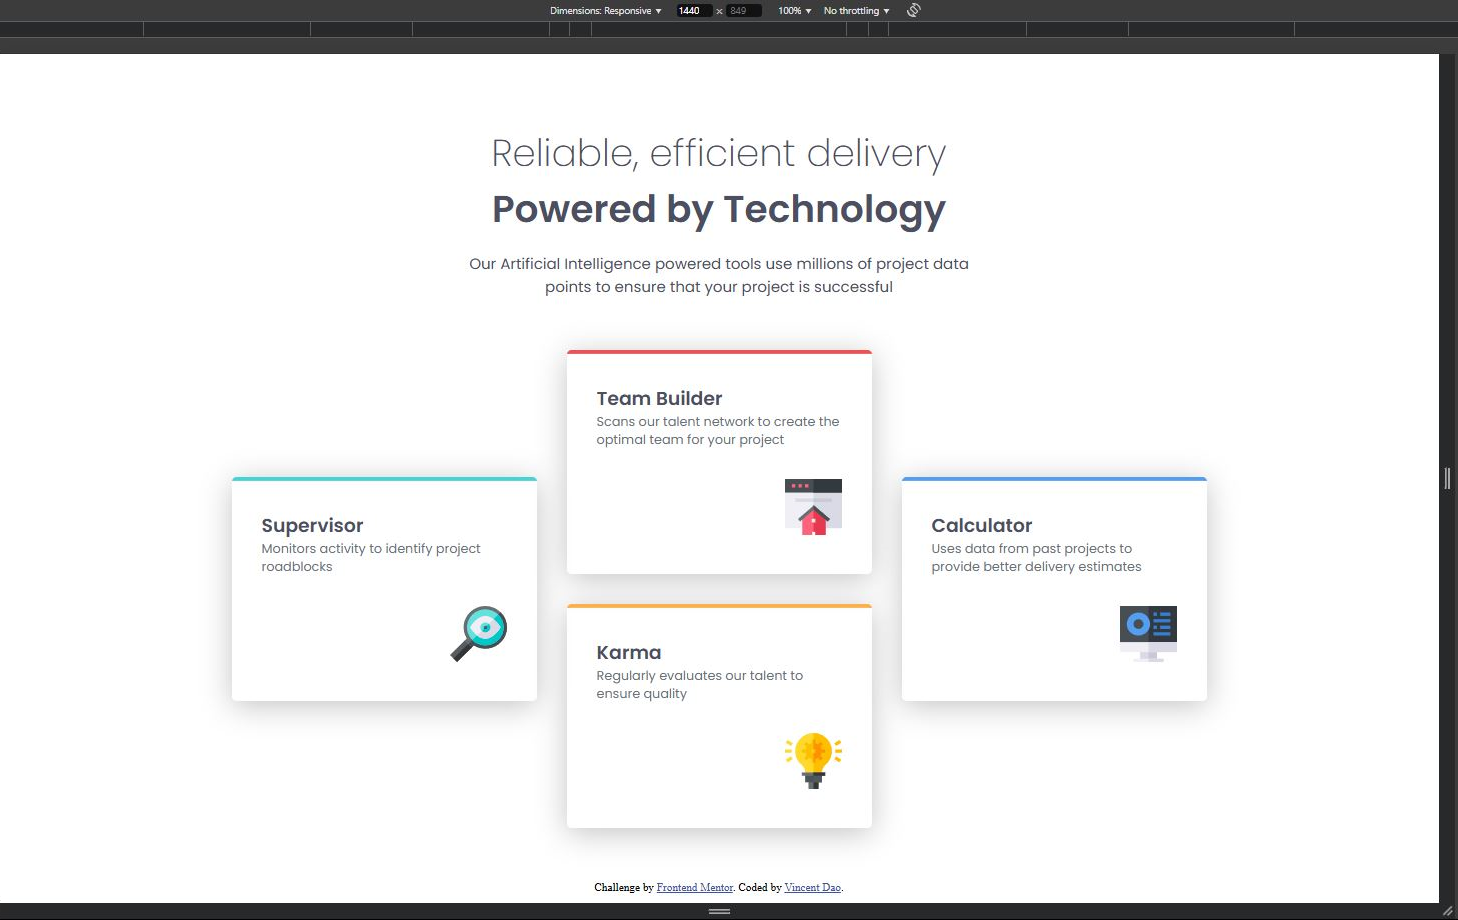 Dimensions: Responsive ▼ 1440 × 849 100% ▼ No throttling ▼
Reliable, efficient delivery
Powered by Technology
Our Artificial Intelligence powered tools use millions of project data
points to ensure that your project is successful
Team Builder
Scans our talent network to create the
optimal team for your project
Supervisor
Monitors activity to identify project
roadblocks
Calculator
Uses data from past projects to
provide better delivery estimates
Karma
Regularly evaluates our talent to
ensure quality
Challenge by Frontend Mentor. Coded by Vincent Dao.